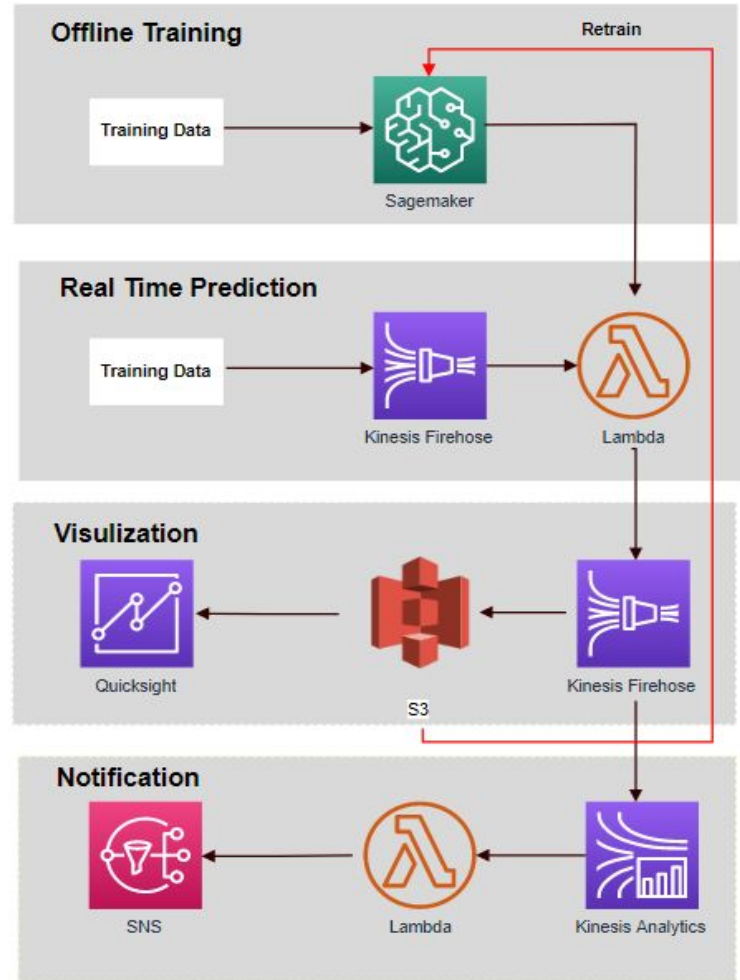 Offline Training
Retrain
Training Data
Sagemaker
Real Time Prediction
Training Data
Kinesis Firehose
Lambda
Visulization
Quicksight
S3
Kinesis Firehose
Notification
SNS
Lambda
Kinesis Analytics